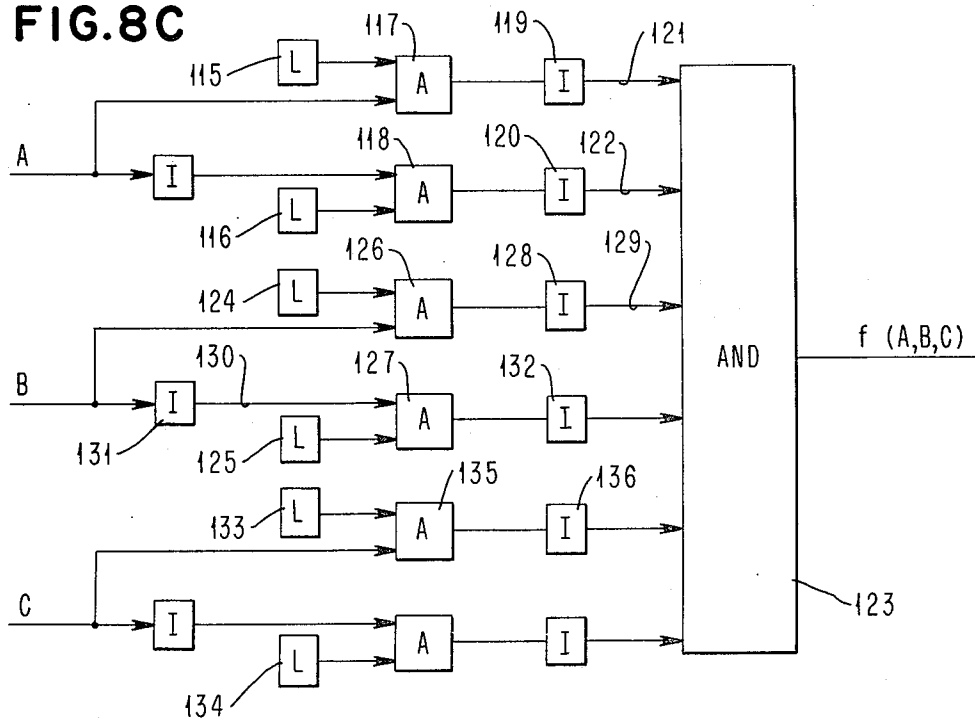 FIG.8C
117 119 121
115 L A I
A 118 120 122
I A I
116 L
126 128 129
124 L A I
AND f (A,B,C)
B 130 127 132
I A I
131 125 L
135 136
133 L A I
C 123
I A I
134 L